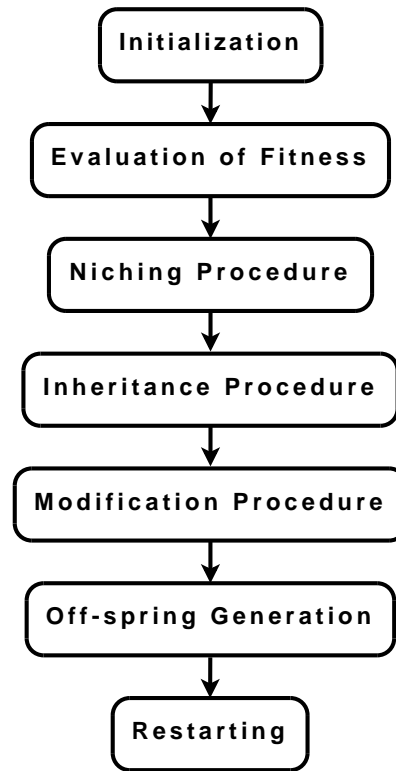 Initialization
Evaluation of Fitness
Niching Procedure
Inheritance Procedure
Modification Procedure
Off-spring Generation
Restarting